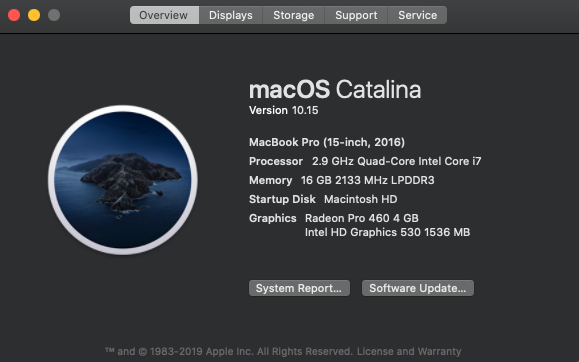 Overview Displays Storage Support Service
macOS Catalina
Version 10.15
MacBook Pro (15-inch, 2016)
Processor 2.9 GHz Quad-Core Intel Core i7
Memory 16 GB 2133 MHz LPDDR3
Startup Disk Macintosh HD
Graphics Radeon Pro 460 4 GB
Intel HD Graphics 530 1536 MB
System Report... Software Update...
™ and © 1983-2019 Apple Inc. All Rights Reserved. License and Warranty